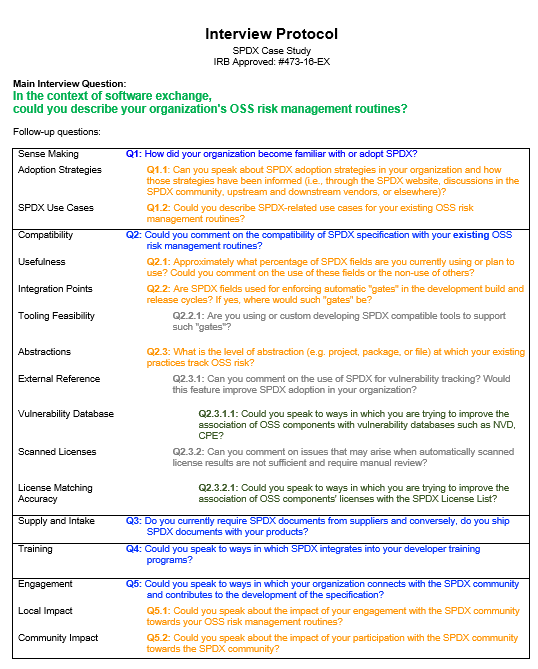 Interview Protocol
SPDX Case Study
IRB Approved: #473-16-EX
Main Interview Question:
In the context of software exchange,
could you describe your organization's OSS risk management routines?
Follow-up questions:
Sense Making Q1: How did your organization become familiar with or adopt SPDX?
Adoption Strategies Q1.1: Can you speak about SPDX adoption strategies in your organization and how
those strategies have been informed (i.e., through the SPDX website, discussions in the
SPDX community, upstream and downstream vendors, or elsewhere)?
SPDX Use Cases Q1.2: Could you describe SPDX-related use cases for your existing OSS risk
management routines?
Compatibility Q2: Could you comment on the compatibility of SPDX specification with your existing OSS
risk management routines?
Usefulness Q2.1: Approximately what percentage of SPDX fields are you currently using or plan to
use? Could you comment on the use of these fields or the non-use of others?
Integration Points Q2.2: Are SPDX fields used for enforcing automatic "gates" in the development build and
release cycles? If yes, where would such "gates" be?
Tooling Feasibility Q2.2.1: Are you using or custom developing SPDX compatible tools to support
such "gates"?
Abstractions Q2.3: What is the level of abstraction (e.g. project, package, or file) at which your existing
practices track OSS risk?
External Reference Q2.3.1: Can you comment on the use of SPDX for vulnerability tracking? Would
this feature improve SPDX adoption in your organization?
Vulnerability Database Q2.3.1.1: Could you speak to ways in which you are trying to improve the
association of OSS components with vulnerability databases such as NVD,
CPE?
Scanned Licenses Q2.3.2: Can you comment on issues that may arise when automatically scanned
license results are not sufficient and require manual review?
License Matching Q2.3.2.1: Could you speak to ways in which you are trying to improve the
Accuracy association of OSS components' licenses with the SPDX License List?
Supply and Intake Q3: Do you currently require SPDX documents from suppliers and conversely, do you ship
SPDX documents with your products?
Training Q4: Could you speak to ways in which SPDX integrates into your developer training
programs?
Engagement Q5: Could you speak to ways in which your organization connects with the SPDX community
and contributes to the development of the specification?
Local Impact Q5.1: Could you speak about the impact of your engagement with the SPDX community
towards your OSS risk management routines?
Community Impact Q5.2: Could you speak about the impact of your participation with the SPDX community
towards the SPDX community?